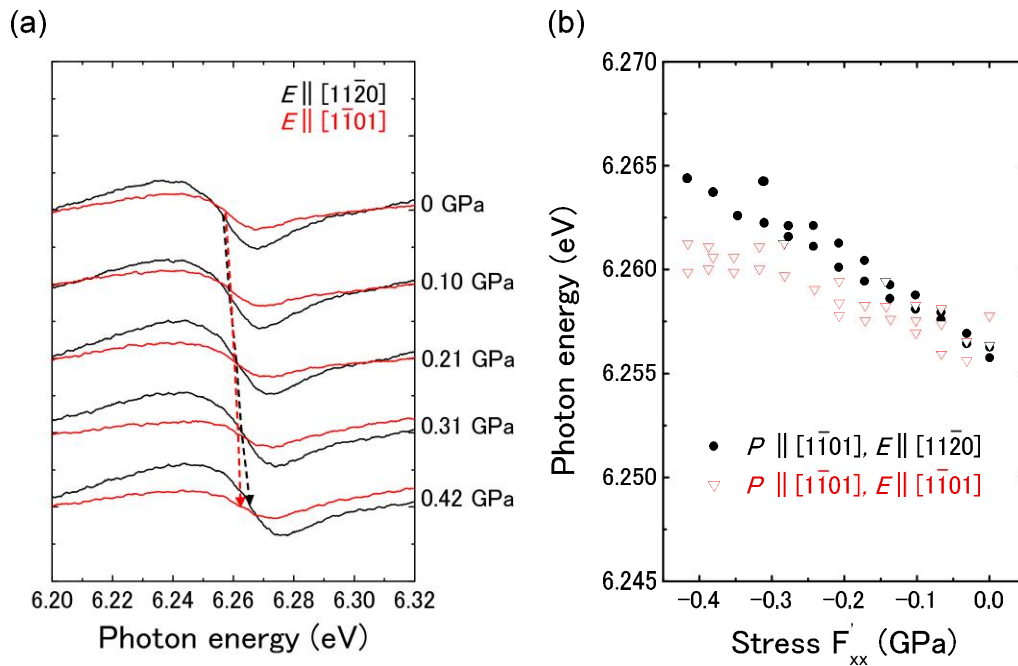 (a)
E ∥ [112̄0]
E ∥ [11̄01]
0 GPa
0.10 GPa
0.21 GPa
0.31 GPa
0.42 GPa
6.20 6.22 6.24 6.26 6.28 6.30 6.32
Photon energy (eV)
(b)
6.270
6.265
6.260
6.255
6.250
6.245
Photon energy (eV)
P ∥ [11̄01], E ∥ [112̄0]
P ∥ [11̄01], E ∥ [11̄01]
−0.4 −0.3 −0.2 −0.1 0.0
Stress F'xx (GPa)